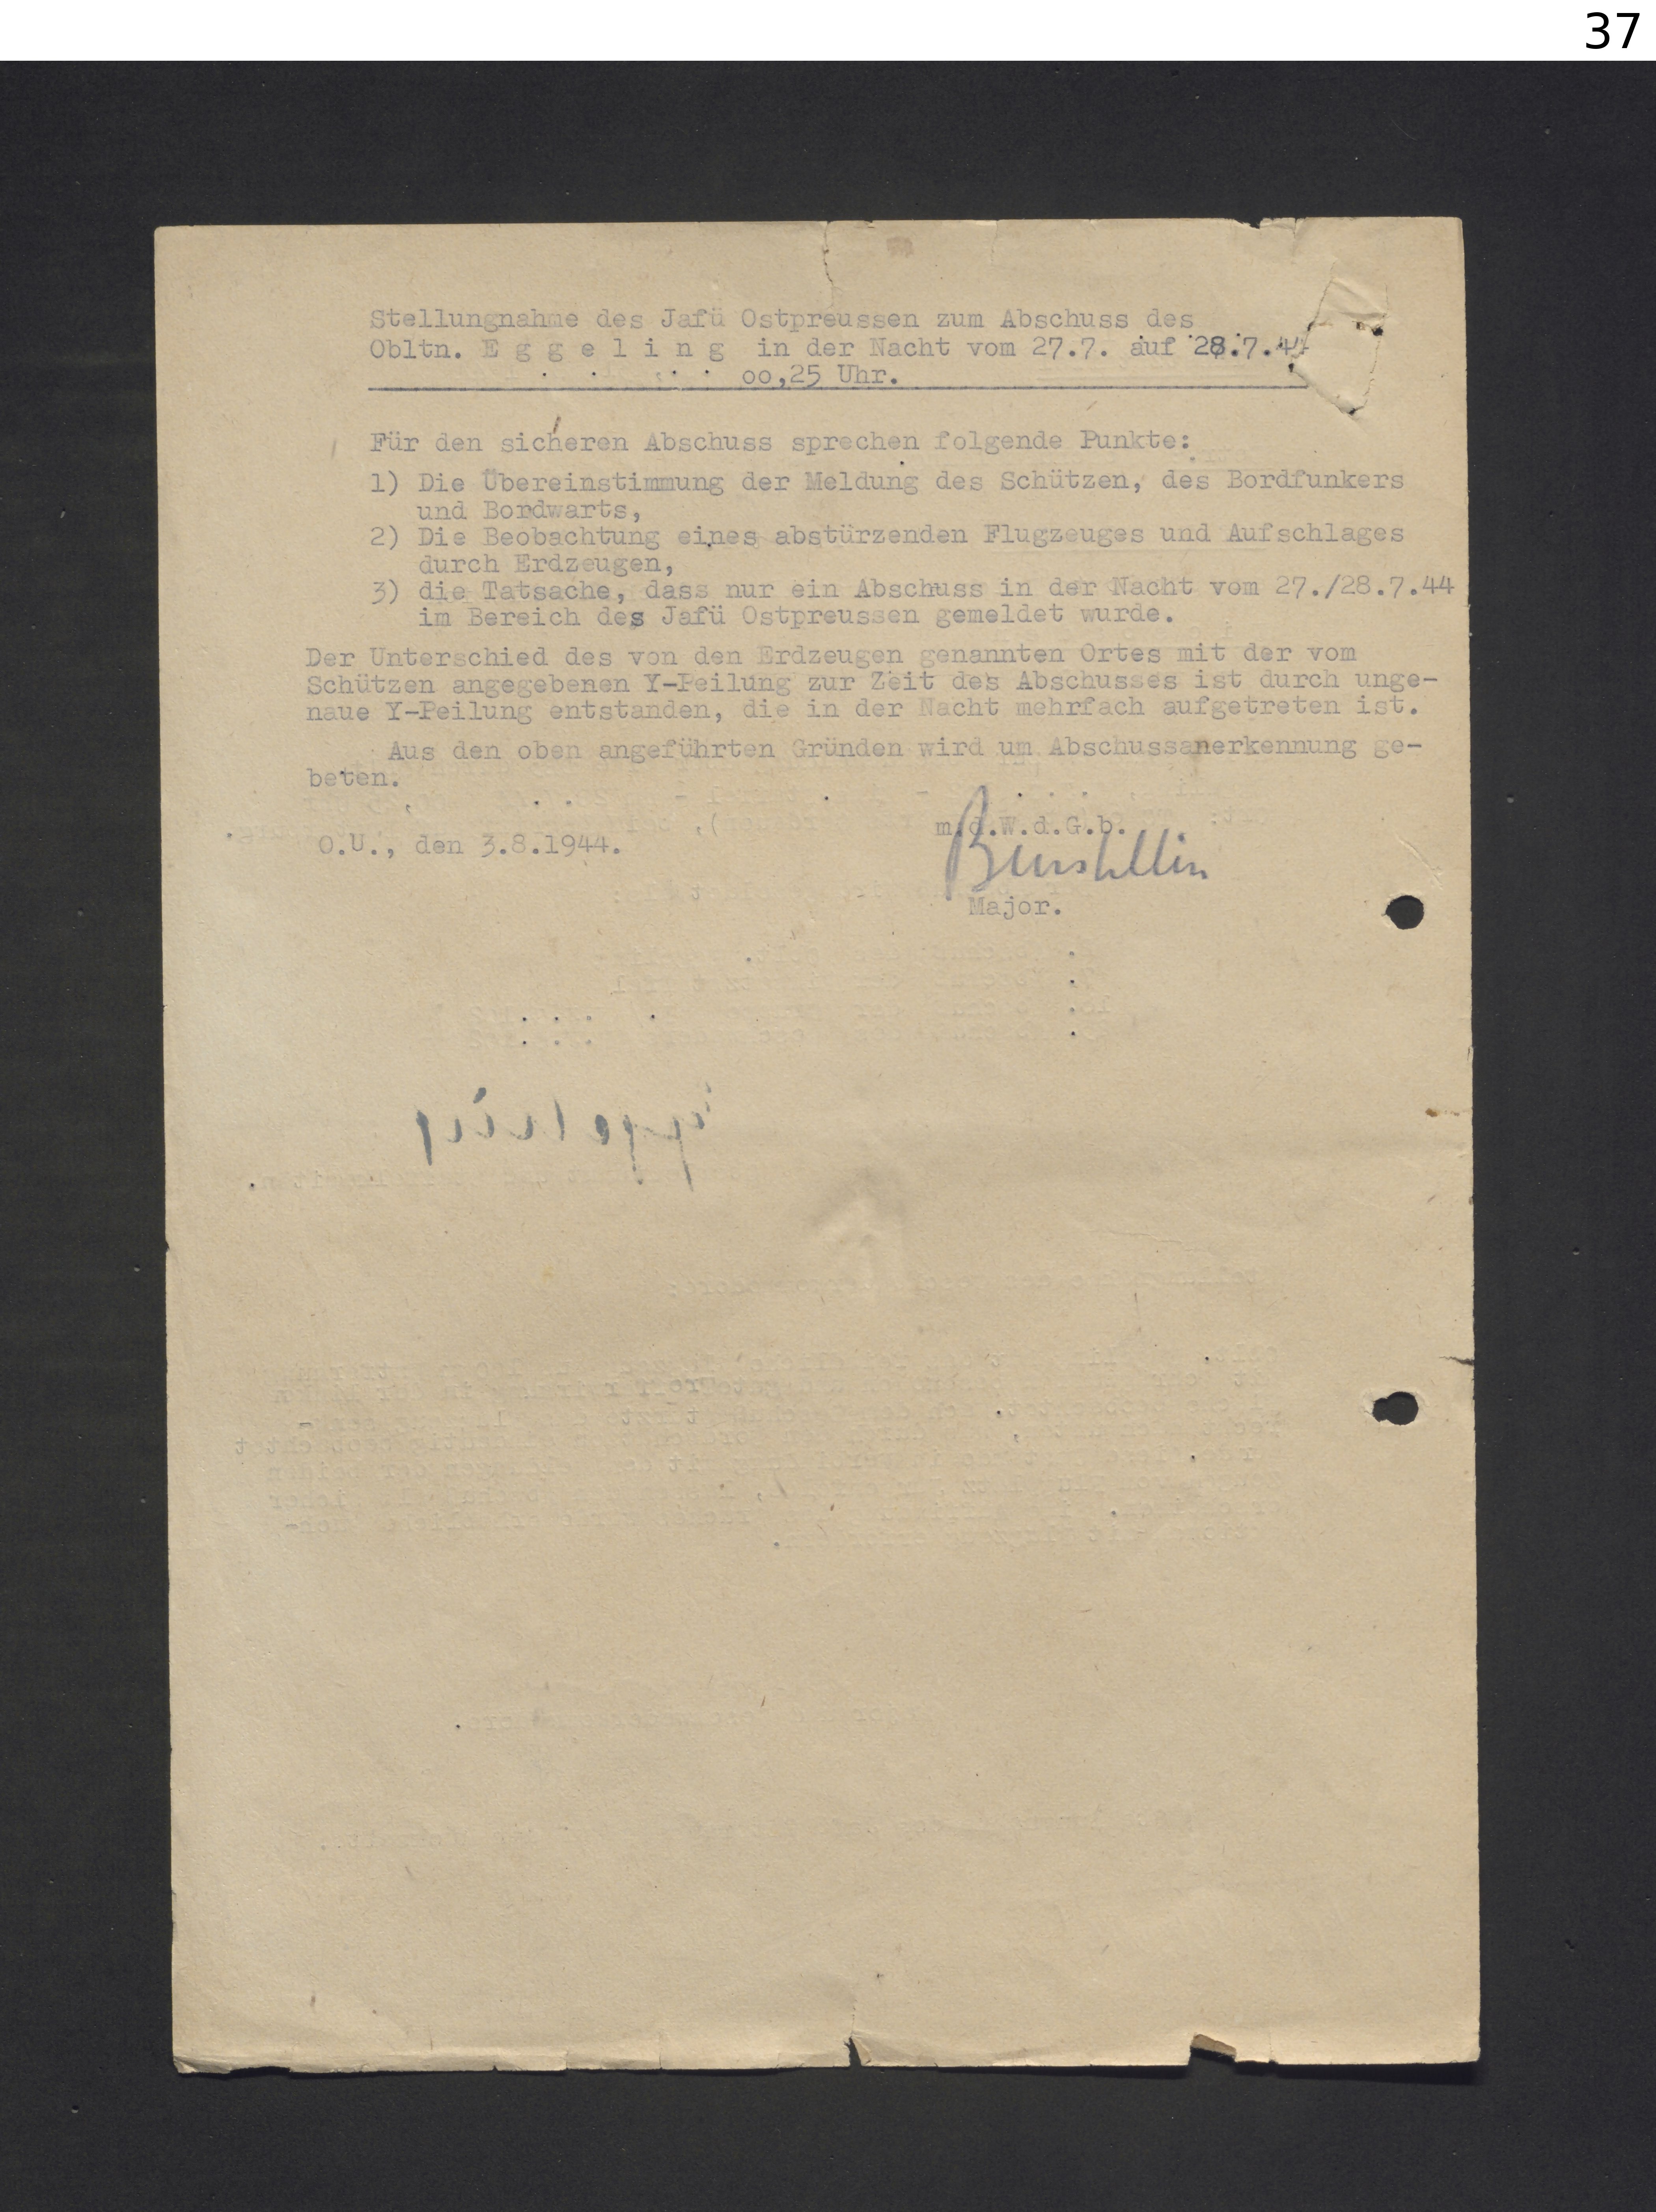 37
Stellungnahme des Jafü Ostpreussen zum Abschuss des
Obltn. E g g e l i n g in der Nacht vom 27.7. auf 28.7.44
oo,25 Uhr.
Für den sicheren Abschuss sprechen folgende Punkte:
1) Die Übereinstimmung der Meldung des Schützen, des Bordfunkers
und Bordwarts,
2) Die Beobachtung eines abstürzenden Flugzeuges und Aufschlages
durch Erdzeugen,
3) die Tatsache, dass nur ein Abschuss in der Nacht vom 27./28.7.44
im Bereich des Jafü Ostpreussen gemeldet wurde.
Der Unterschied des von den Erdzeugen genannten Ortes mit der vom
Schützen angegebenen Y-Peilung zur Zeit des Abschusses ist durch unge-
naue Y-Peilung entstanden, die in der Nacht mehrfach aufgetreten ist.
Aus den oben angeführten Gründen wird um Abschussanerkennung ge-
beten.
m.d.W.d.G.b.
O.U., den 3.8.1944.
Major.